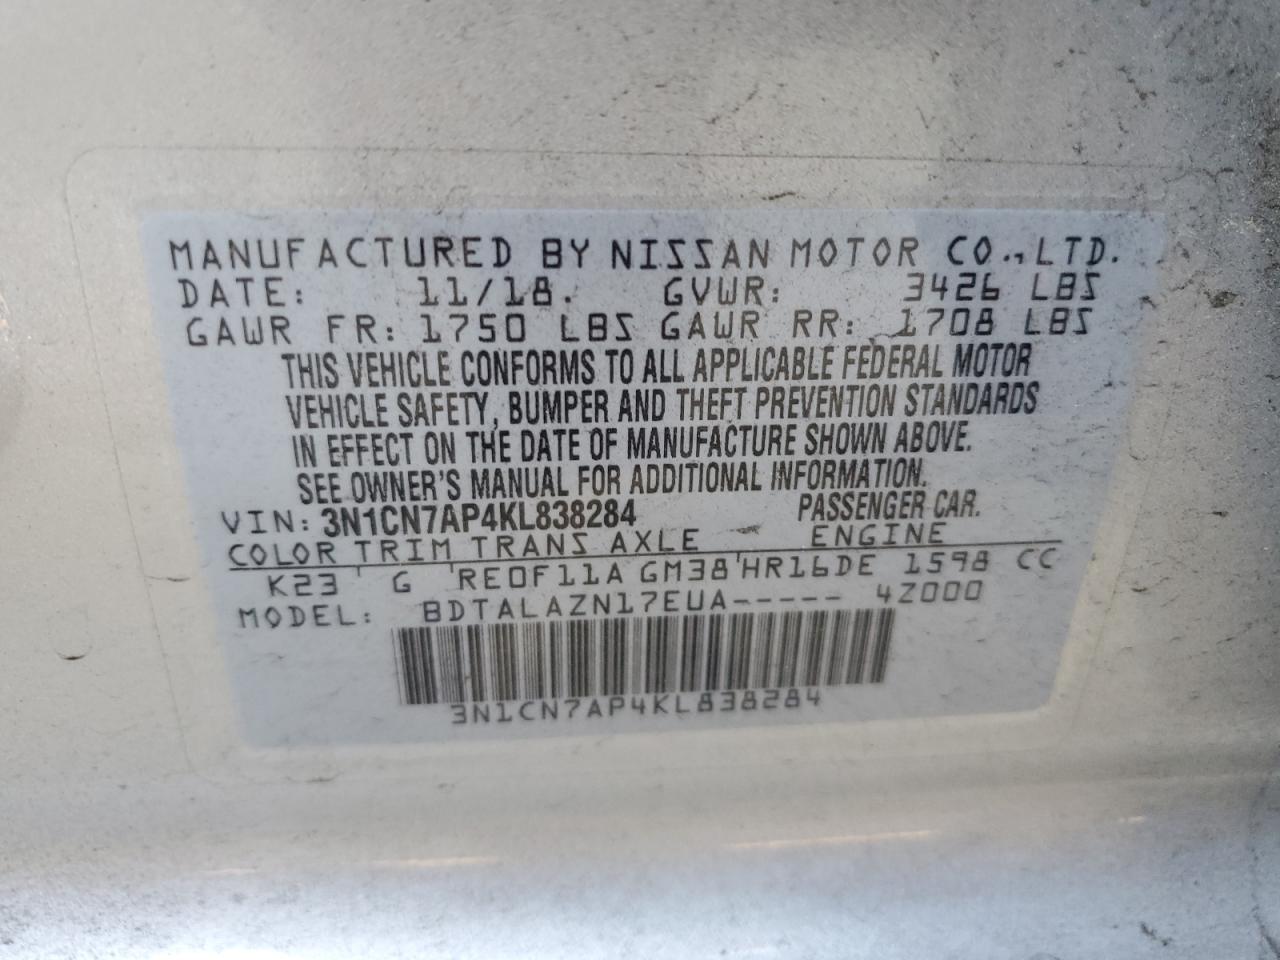 MANUFACTURED BY NISSAN MOTOR CO., LTD.
DATE: 11/18. GVWR: 3426 LBS
GAWR FR: 1750 LBS GAWR RR: 1708 LBS
THIS VEHICLE CONFORMS TO ALL APPLICABLE FEDERAL MOTOR
VEHICLE SAFETY, BUMPER AND THEFT PREVENTION STANDARDS
IN EFFECT ON THE DATE OF MANUFACTURE SHOWN ABOVE.
SEE OWNER'S MANUAL FOR ADDITIONAL INFORMATION.
VIN: 3N1CN7AP4KL838284 PASSENGER CAR.
COLOR TRIM TRANS AXLE ENGINE
K23 ' G 'RE0F11A GM38'HR16DE 1598 CC
MODEL: BDTALAZN17EUA----- 4Z000
3N1CN7AP4KL838284